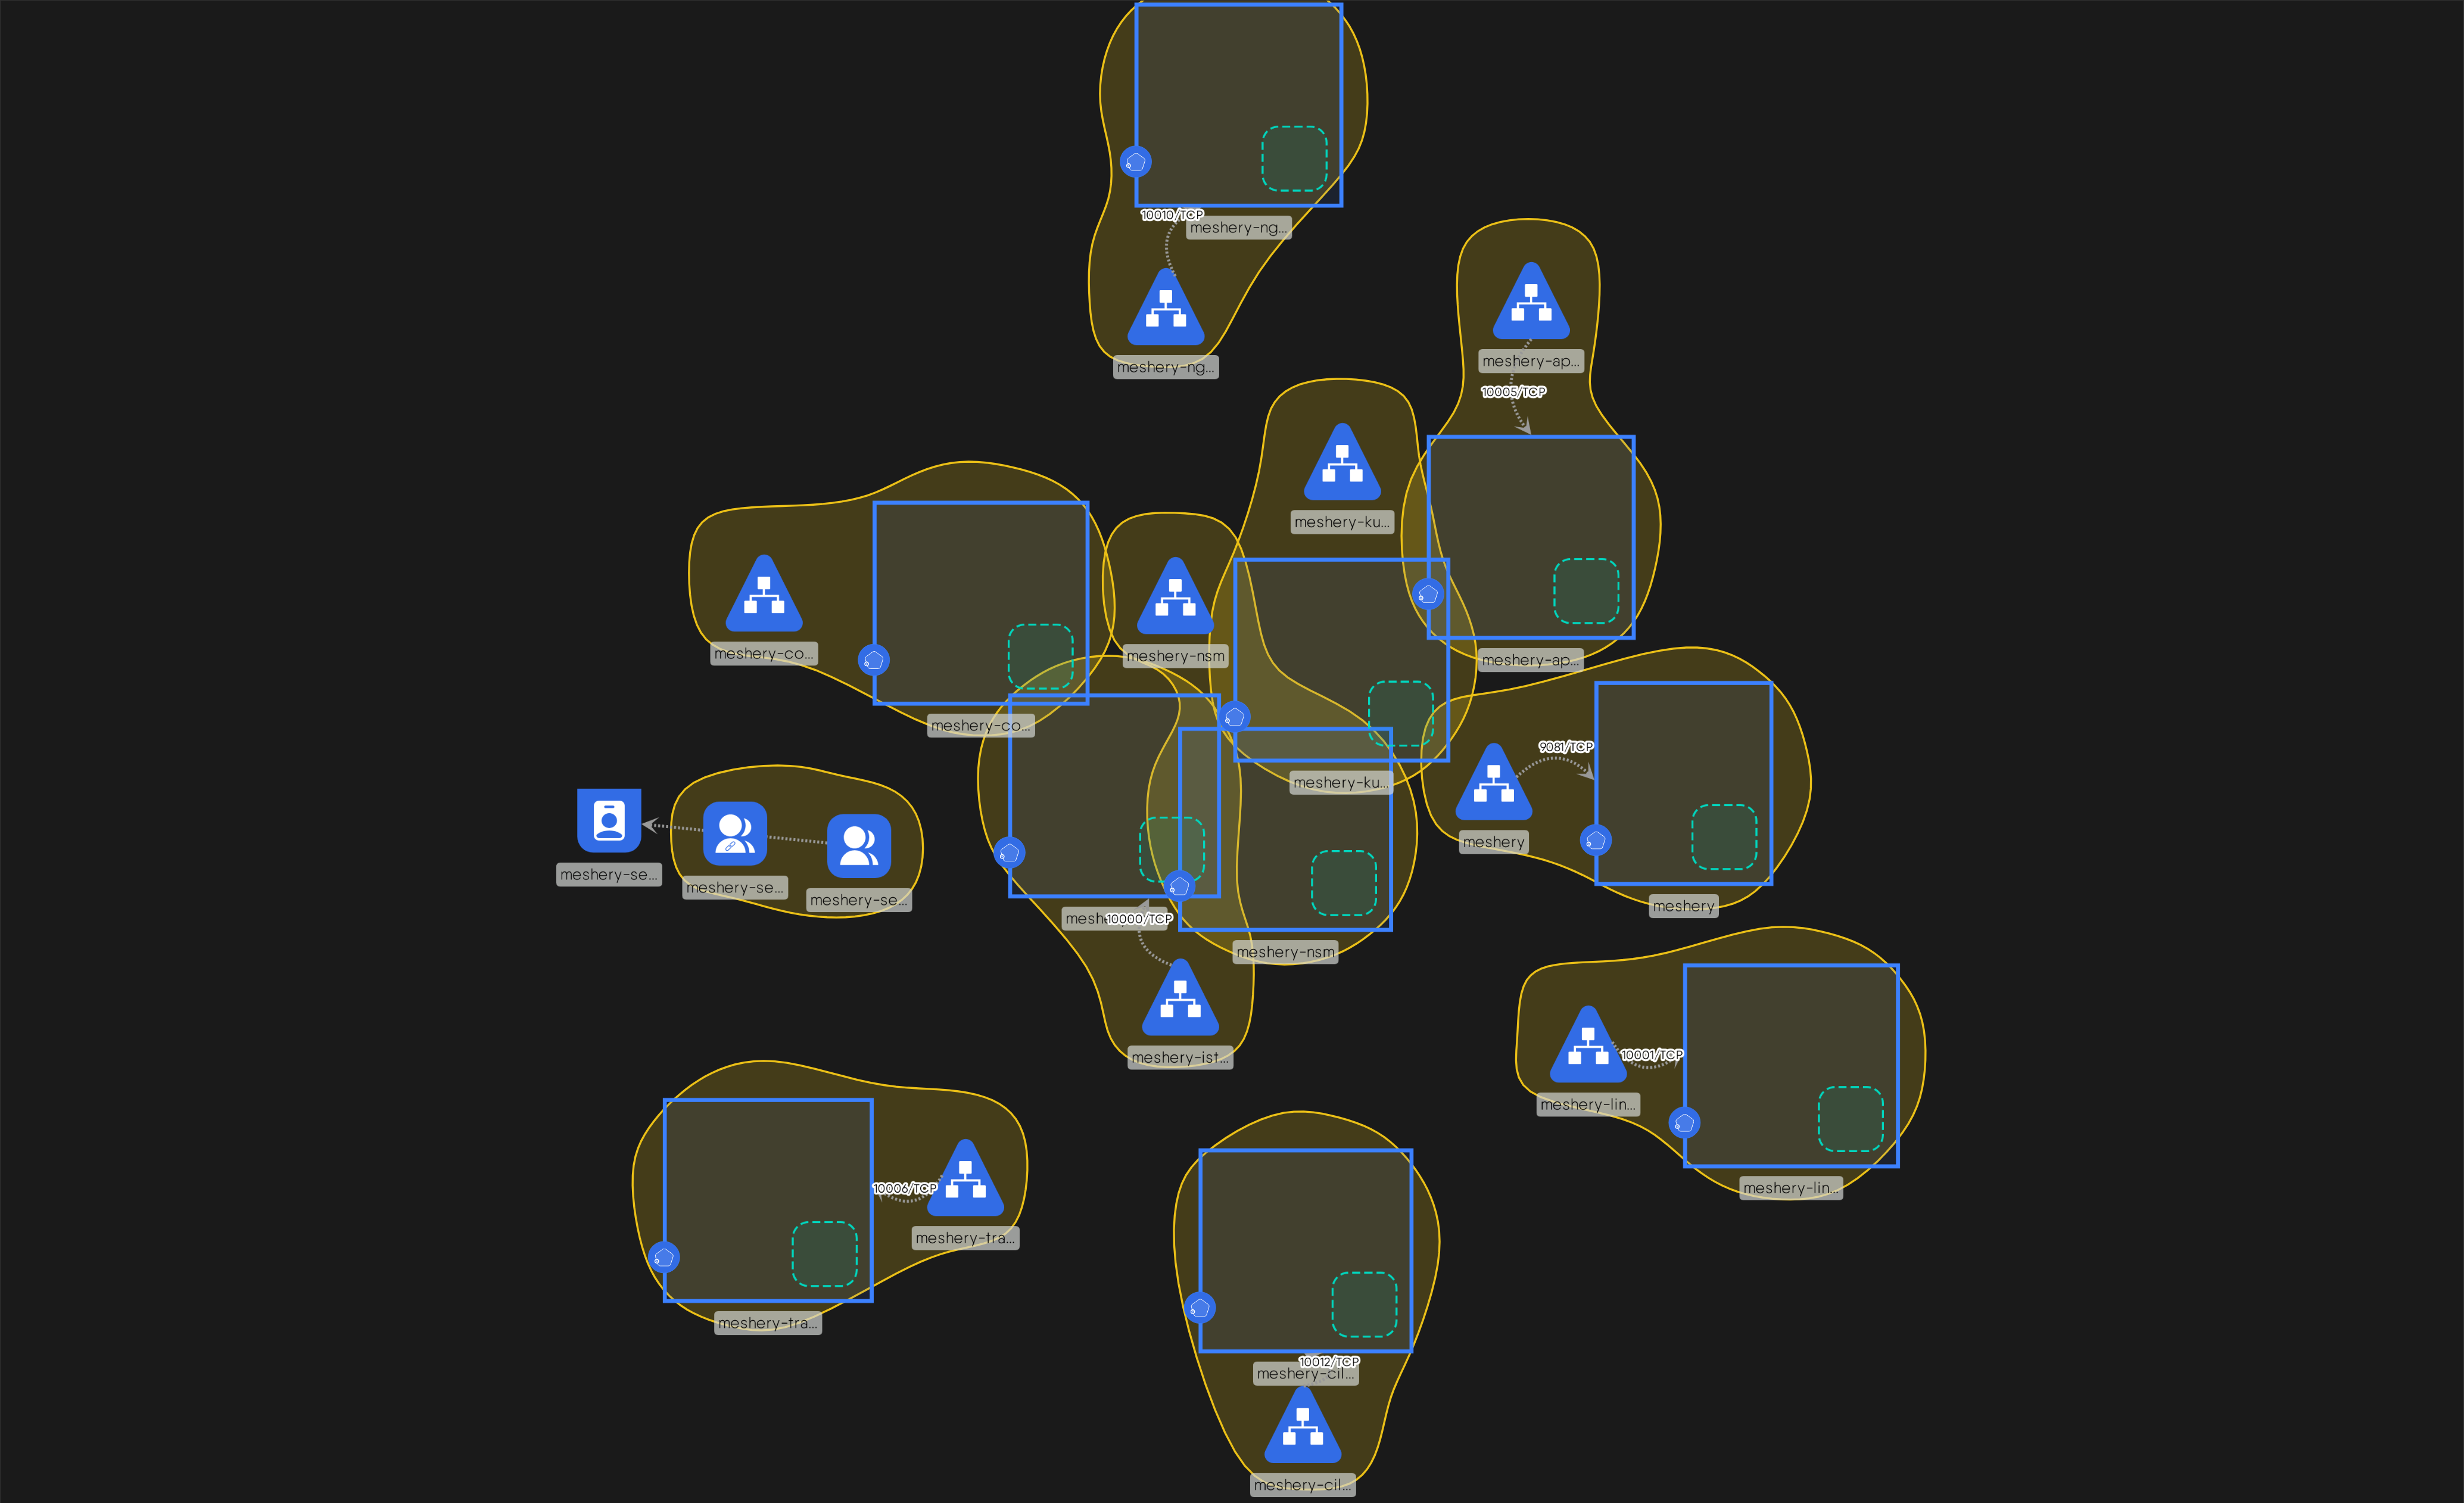 10010/TCP
meshery-ng...
meshery-ng...
meshery-ap...
10005/TCP
meshery-ku...
meshery-co...
meshery-nsm
meshery-ap...
meshery-co...
9081/TCP
meshery-ku...
meshery
meshery-se...
meshery-se...
meshery-se...
meshery
10000/TCP
meshery-nsm
meshery-ist...
10001/TCP
meshery-lin...
meshery-lin...
10006/TCP
meshery-tra...
meshery-tra...
10012/TCP
meshery-cil...
meshery-cil...